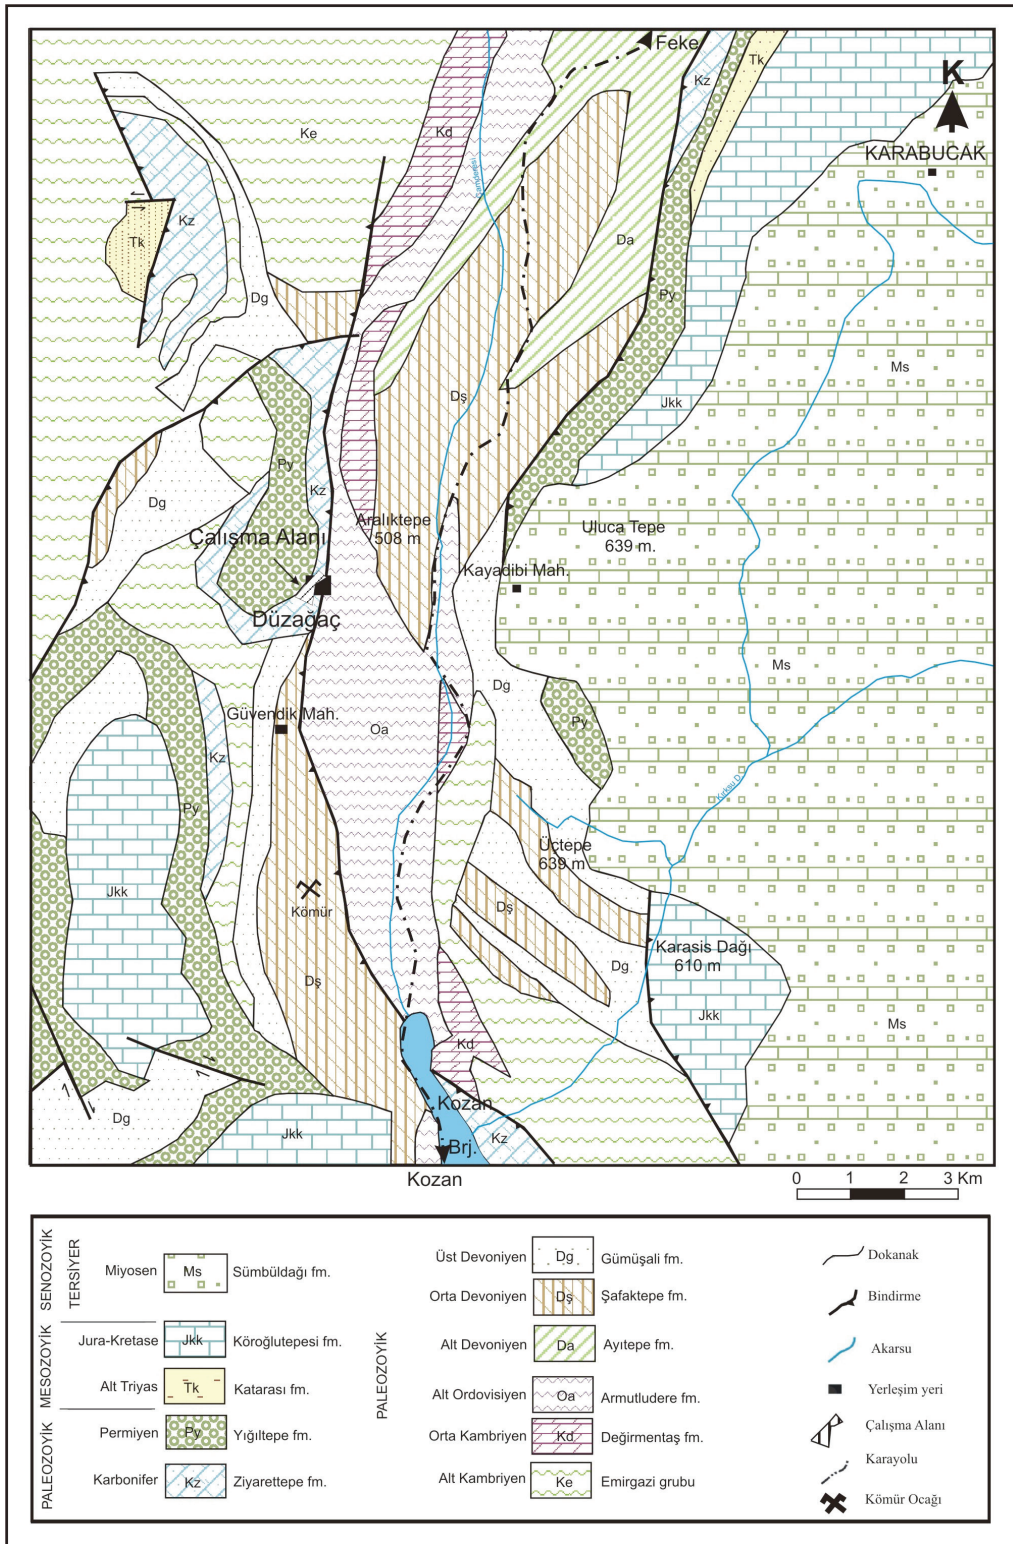 Feke
Kz
Tk
K
KARABUCAK
Ke
Kd
Kz
Tk
Da
Dg
Py
Ms
Dş
Jkk
Py
Kz
Dg
Aralıktepe
508 m
Uluca Tepe
639 m.
Çalışma Alanı
Kayadibi Mah.
Düzağaç
Ms
Dg
Güvendik Mah.
Oa
Py
Kz
Kırksu D.
Py
Üçtepe
639 m
Jkk
Kömür
Dş
Karasis Dağı
610 m
Dg
Dş
Jkk
Ms
Kd
Kozan
Dg
Jkk
Brj.
Kz
Kozan
0 1 2 3 Km
SENOZOYİK
TERSİYER
Miyosen Ms Sümbüldağı fm.
MESOZOYİK
Jura-Kretase Jkk Köroğlutepesi fm.
Alt Triyas Tk Katarası fm.
PALEOZOYİK
Permiyen Py Yığıltepe fm.
Karbonifer Kz Ziyarettepe fm.
PALEOZOYİK
Üst Devoniyen Dg Gümüşali fm.
Orta Devoniyen Dş Şafaktepe fm.
Alt Devoniyen Da Ayıtepe fm.
Alt Ordovisiyen Oa Armutludere fm.
Orta Kambriyen Kd Değirmentaş fm.
Alt Kambriyen Ke Emirgazi grubu
Dokanak
Bindirme
Akarsu
Yerleşim yeri
Çalışma Alanı
Karayolu
Kömür Ocağı